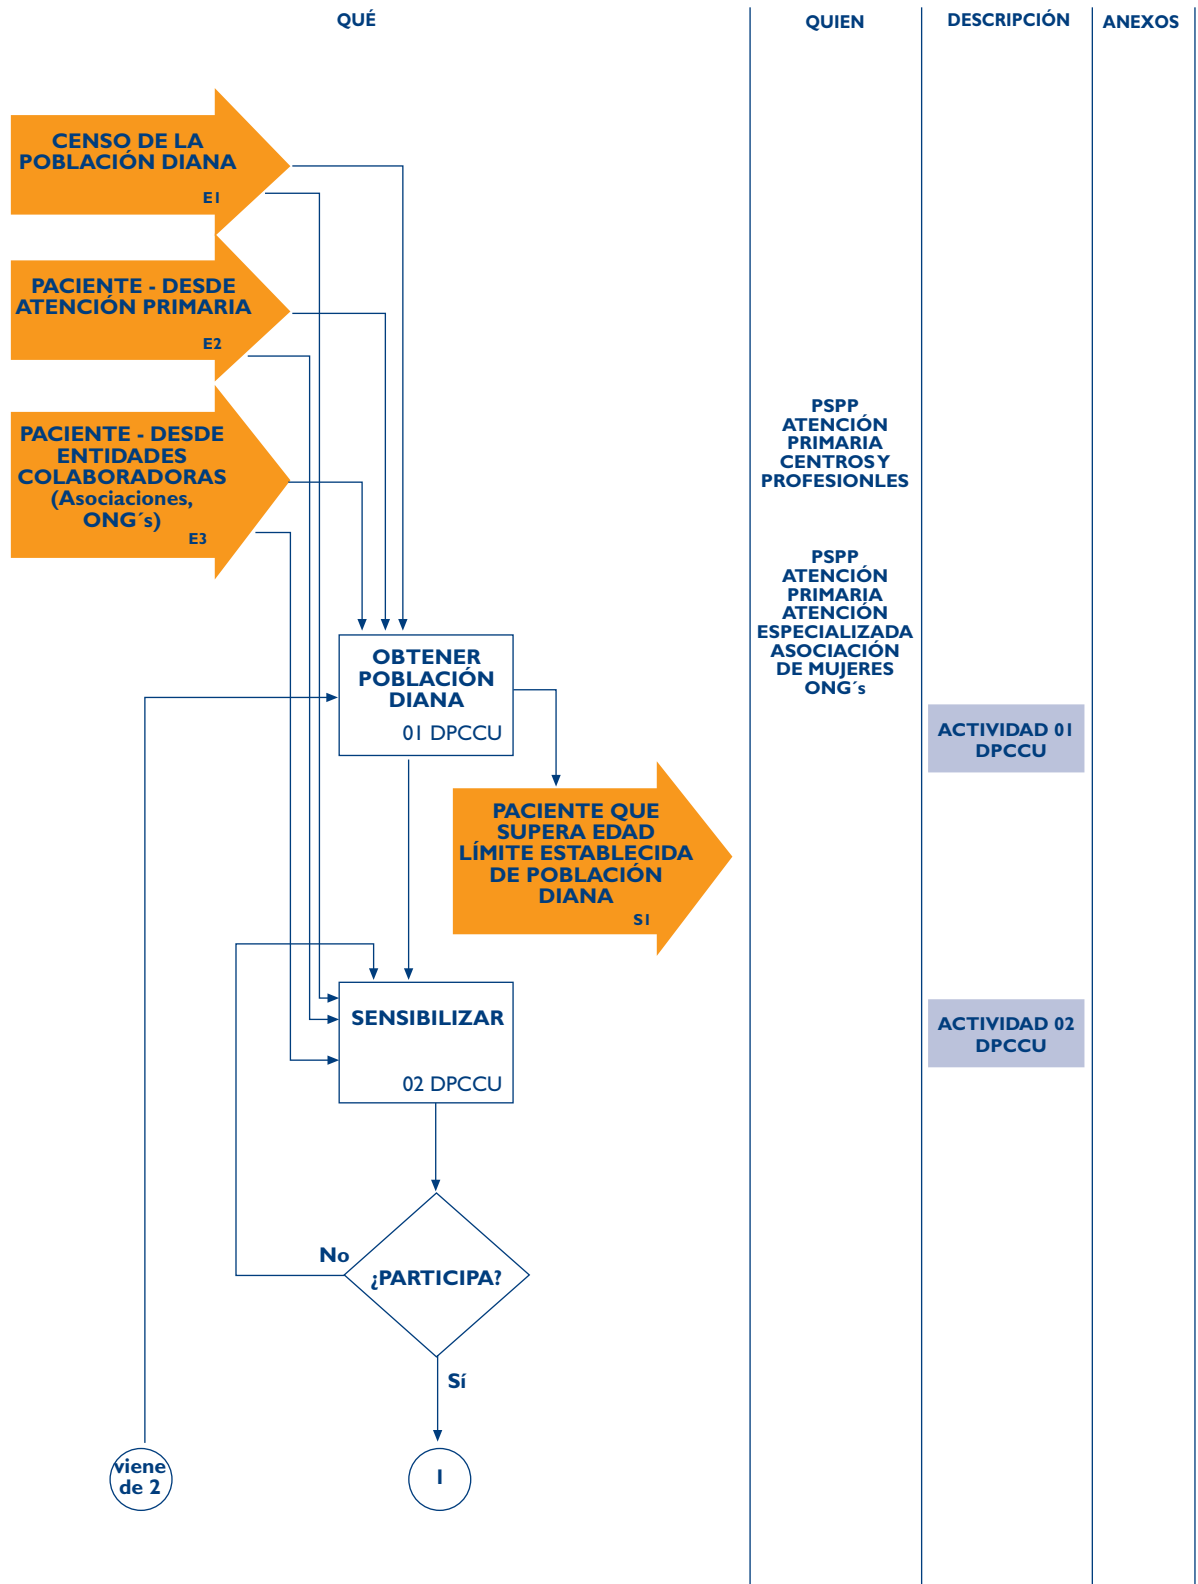 QUÉ
QUIEN
DESCRIPCIÓN
ANEXOS
CENSO DE LA
POBLACIÓN DIANA
E1
PACIENTE - DESDE
ATENCIÓN PRIMARIA
E2
PACIENTE - DESDE
ENTIDADES
COLABORADORAS
(Asociaciones,
ONG´s)
E3
PSPP
ATENCIÓN
PRIMARIA
CENTROS Y
PROFESIONLES
PSPP
ATENCIÓN
PRIMARIA
ATENCIÓN
ESPECIALIZADA
ASOCIACIÓN
DE MUJERES
ONG´s
OBTENER
POBLACIÓN
DIANA
01 DPCCU
ACTIVIDAD 01
DPCCU
PACIENTE QUE
SUPERA EDAD
LÍMITE ESTABLECIDA
DE POBLACIÓN
DIANA
S1
SENSIBILIZAR
02 DPCCU
ACTIVIDAD 02
DPCCU
No
¿PARTICIPA?
Sí
viene
de 2
1